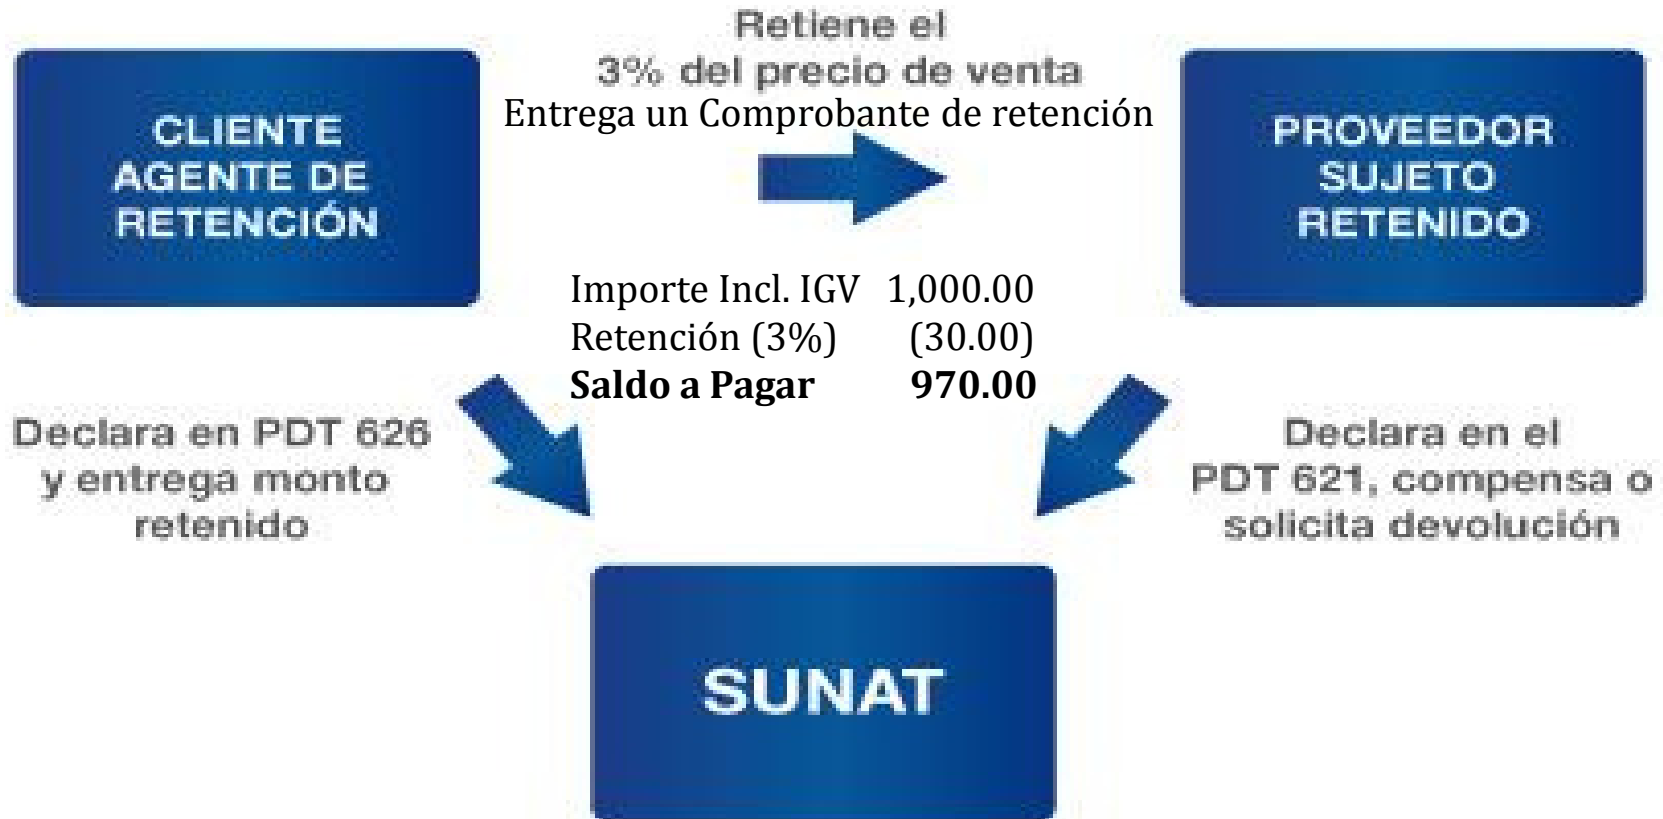 Retiene el
3% del precio de venta
Entrega un Comprobante de retención
CLIENTE
AGENTE DE
RETENCIÓN
PROVEEDOR
SUJETO
RETENIDO
Importe Incl. IGV 1,000.00
Retención (3%) (30.00)
Saldo a Pagar 970.00
Declara en PDT 626
y entrega monto
retenido
Declara en el
PDT 621, compensa o
solicita devolución
SUNAT